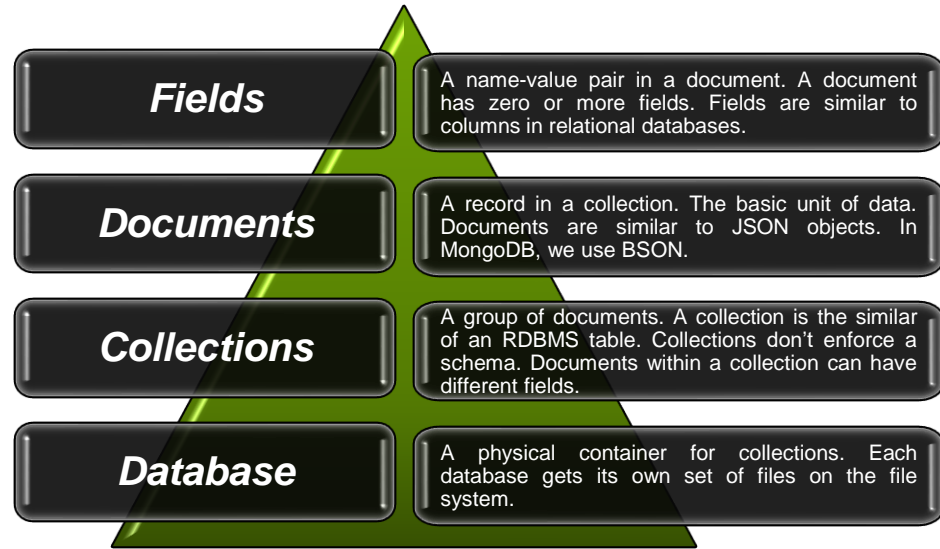 Fields
A name-value pair in a document. A document
has zero or more fields. Fields are similar to
columns in relational databases.
Documents
A record in a collection. The basic unit of data.
Documents are similar to JSON objects. In
MongoDB, we use BSON.
Collections
A group of documents. A collection is the similar
of an RDBMS table. Collections don’t enforce a
schema. Documents within a collection can have
different fields.
Database
A physical container for collections. Each
database gets its own set of files on the file
system.